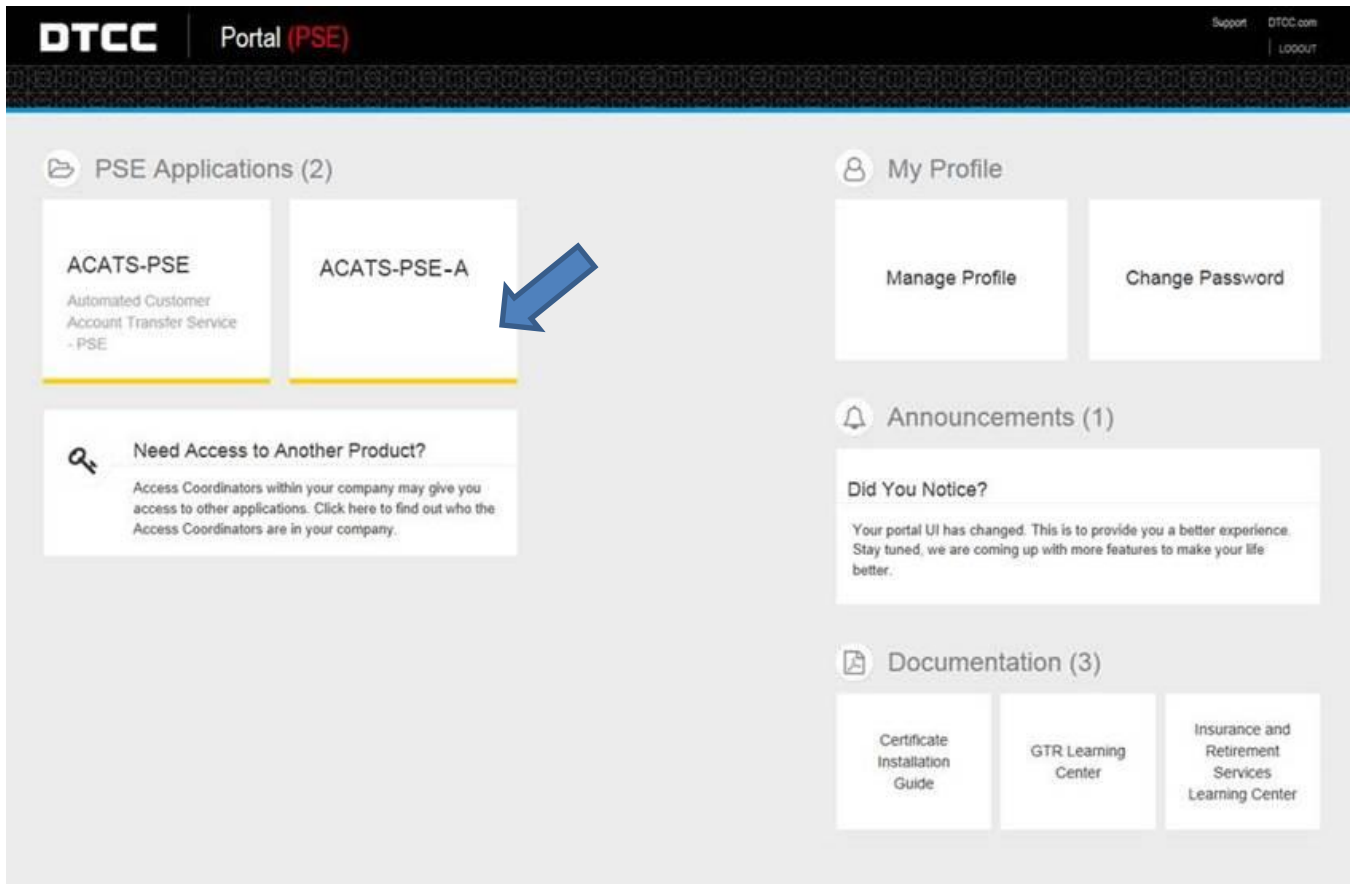 DTCC
Portal (PSE)
Support DTCC.com
LOGOUT
PSE Applications (2)
ACATS-PSE
Automated Customer
Account Transfer Service
- PSE
ACATS-PSE-A
Need Access to Another Product?
Access Coordinators within your company may give you
access to other applications. Click here to find out who the
Access Coordinators are in your company.
My Profile
Manage Profile
Change Password
Announcements (1)
Did You Notice?
Your portal UI has changed. This is to provide you a better experience.
Stay tuned, we are coming up with more features to make your life
better.
Documentation (3)
Certificate
Installation
Guide
GTR Learning
Center
Insurance and
Retirement
Services
Learning Center